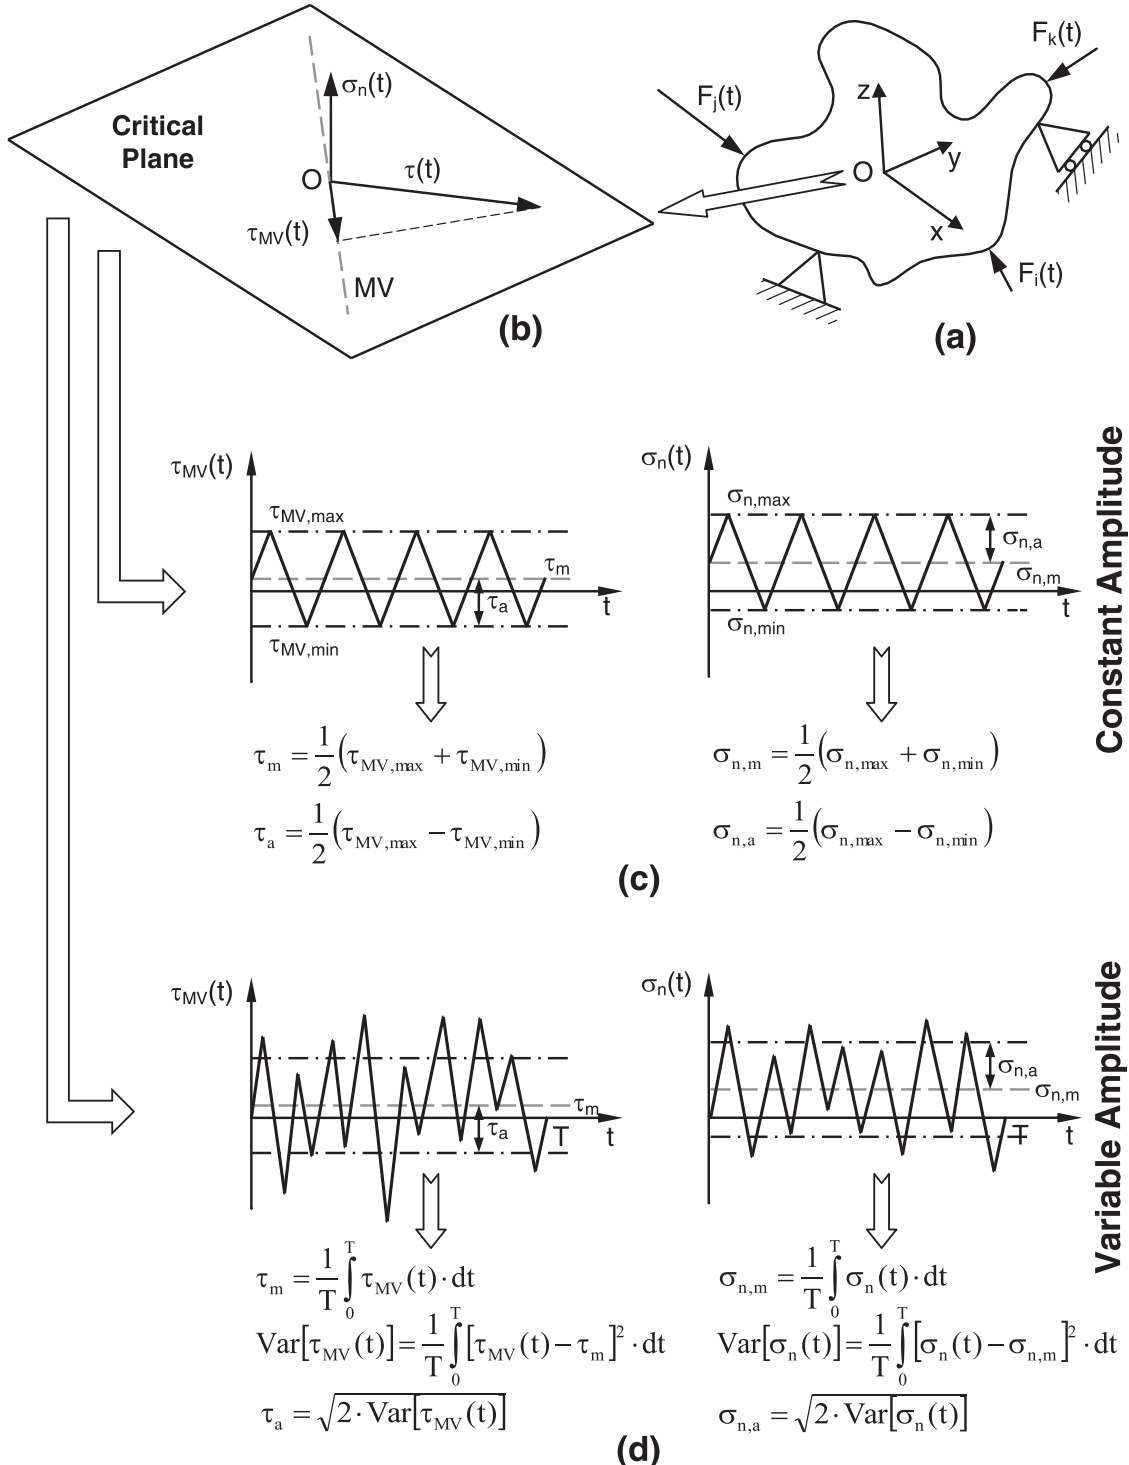 Critical
Plane
σn(t)
O
τ(t)
τMV(t)
MV
(b)
Fk(t)
Fj(t)
z
O
y
x
Fi(t)
(a)
τMV(t)
τMV,max
τm
τa
t
τMV,min
σn(t)
σn,max
σn,a
σn,m
t
σn,min
Constant Amplitude
τm = 1/2 (τMV,max + τMV,min)
τa = 1/2 (τMV,max − τMV,min)
σn,m = 1/2 (σn,max + σn,min)
σn,a = 1/2 (σn,max − σn,min)
(c)
τMV(t)
τm
τa
T
t
σn(t)
σn,a
σn,m
T
t
Variable Amplitude
τm = 1/T ∫₀ᵀ τMV(t)·dt
Var[τMV(t)] = 1/T ∫₀ᵀ [τMV(t) − τm]²·dt
τa = √(2·Var[τMV(t)])
σn,m = 1/T ∫₀ᵀ σn(t)·dt
Var[σn(t)] = 1/T ∫₀ᵀ [σn(t) − σn,m]²·dt
σn,a = √(2·Var[σn(t)])
(d)